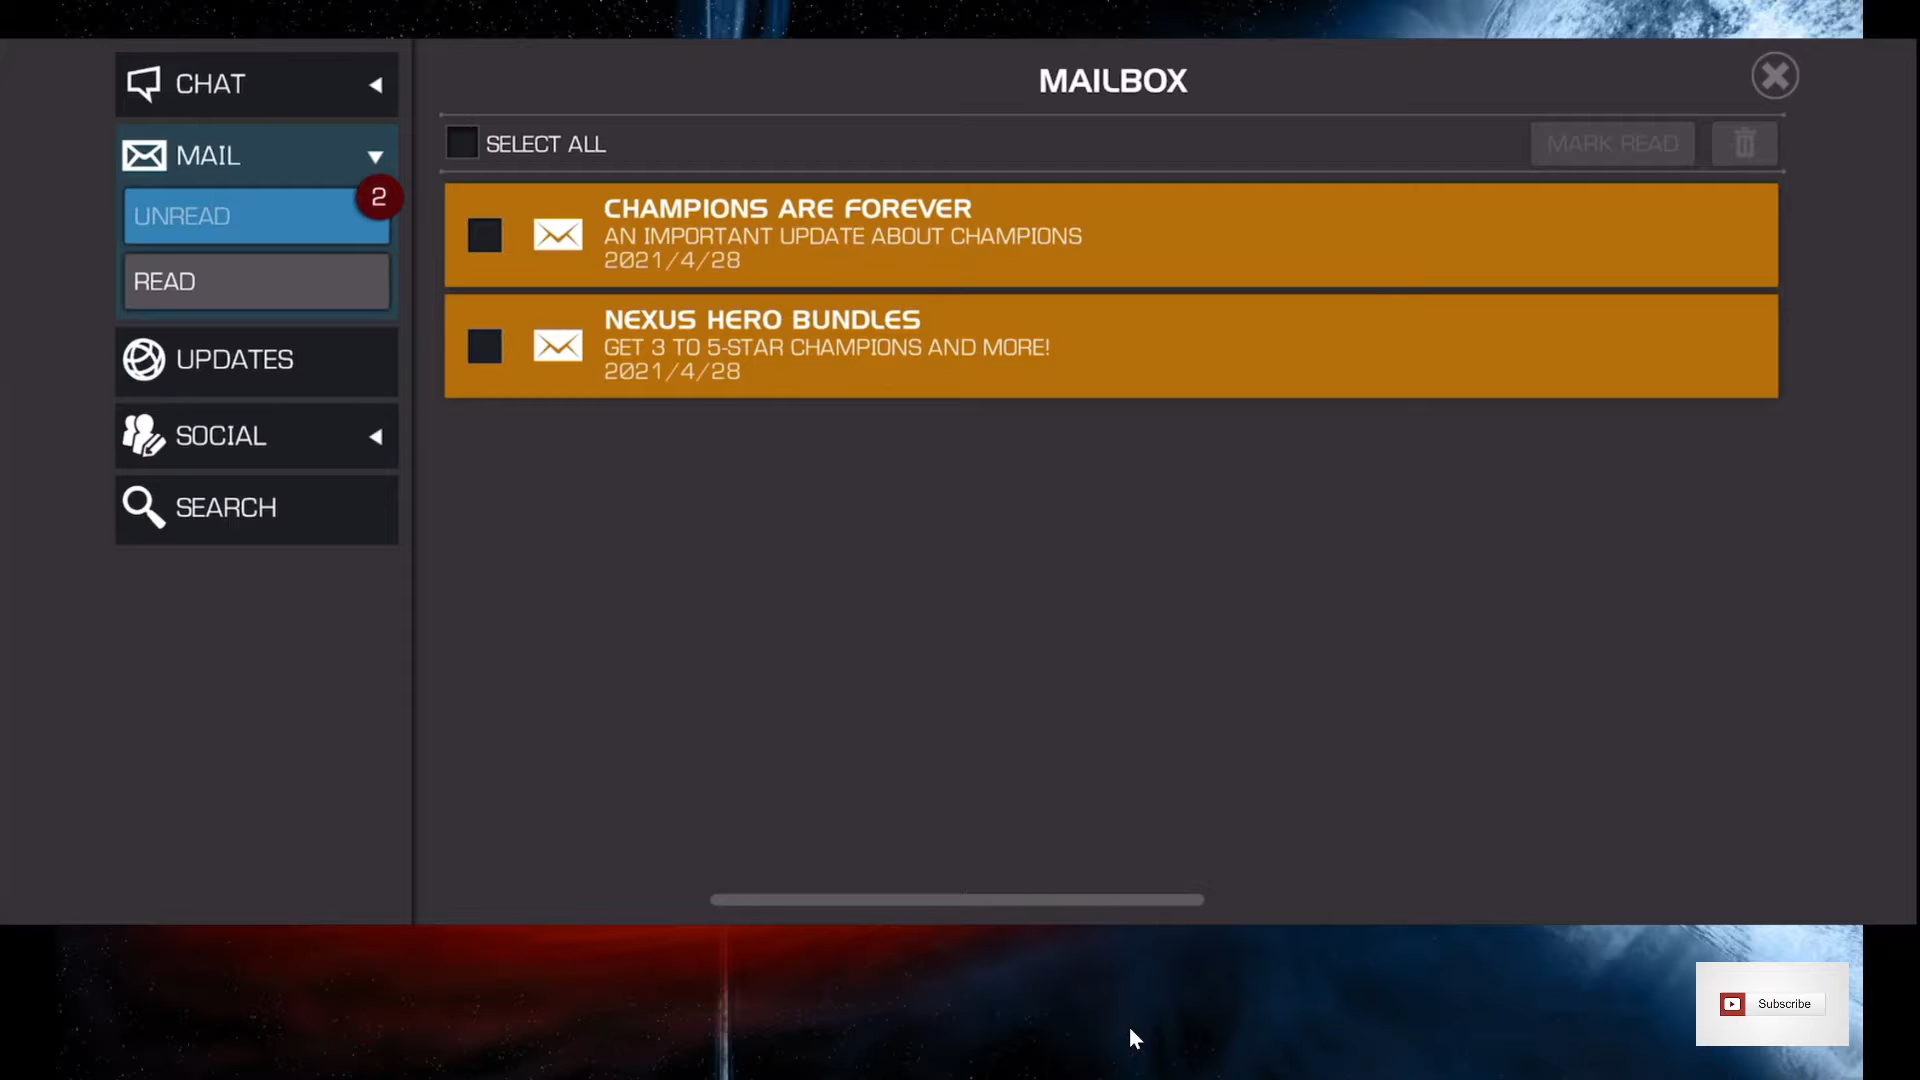 CHAT
MAIL
2
UNREAD
READ
UPDATES
SOCIAL
SEARCH
MAILBOX
SELECT ALL
MARK READ
CHAMPIONS ARE FOREVER
AN IMPORTANT UPDATE ABOUT CHAMPIONS
2021/4/28
NEXUS HERO BUNDLES
GET 3 TO 5-STAR CHAMPIONS AND MORE!
2021/4/28
Subscribe